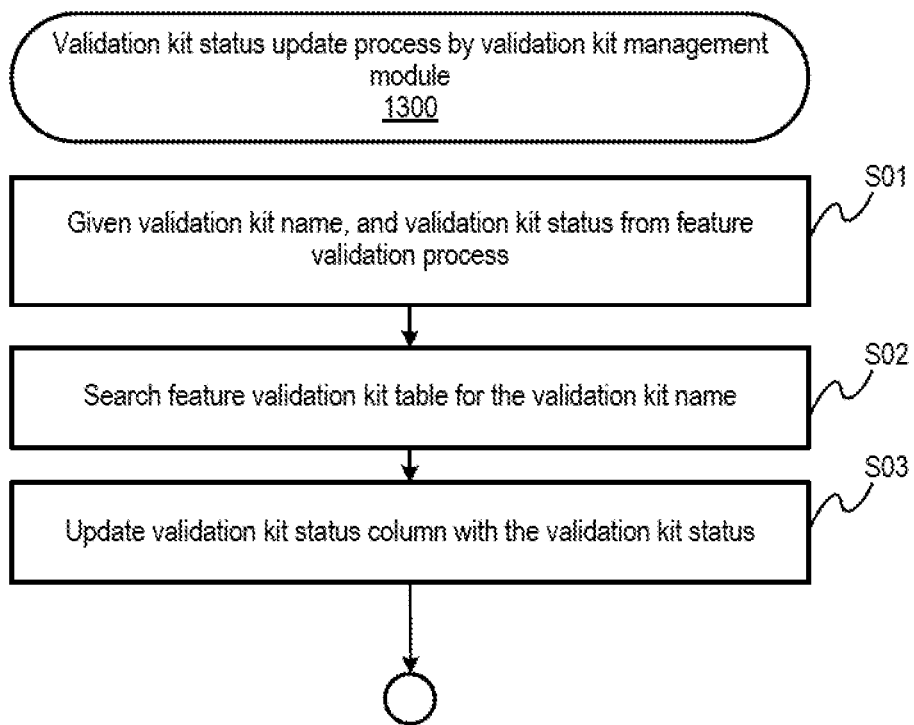 Validation kit status update process by validation kit management
module
1300
S01
Given validation kit name, and validation kit status from feature
validation process
S02
Search feature validation kit table for the validation kit name
S03
Update validation kit status column with the validation kit status